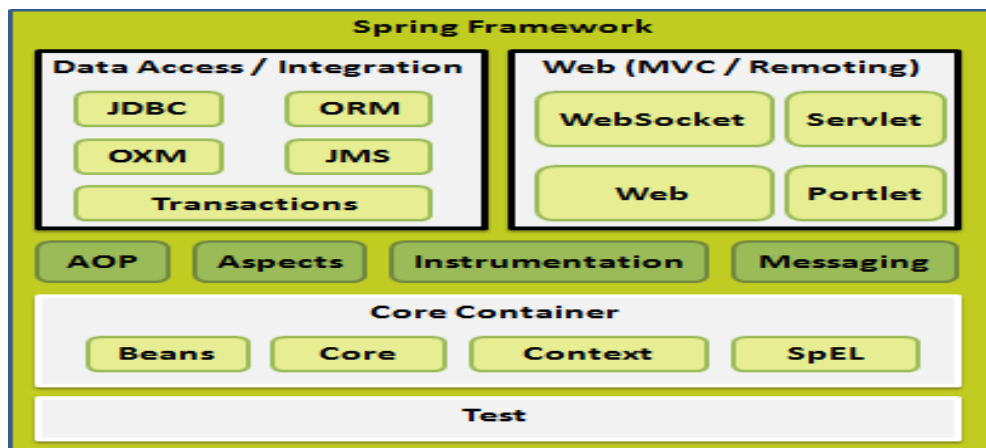 Spring Framework
Data Access / Integration
JDBC
ORM
OXM
JMS
Transactions
Web (MVC / Remoting)
WebSocket
Servlet
Web
Portlet
AOP
Aspects
Instrumentation
Messaging
Core Container
Beans
Core
Context
SpEL
Test